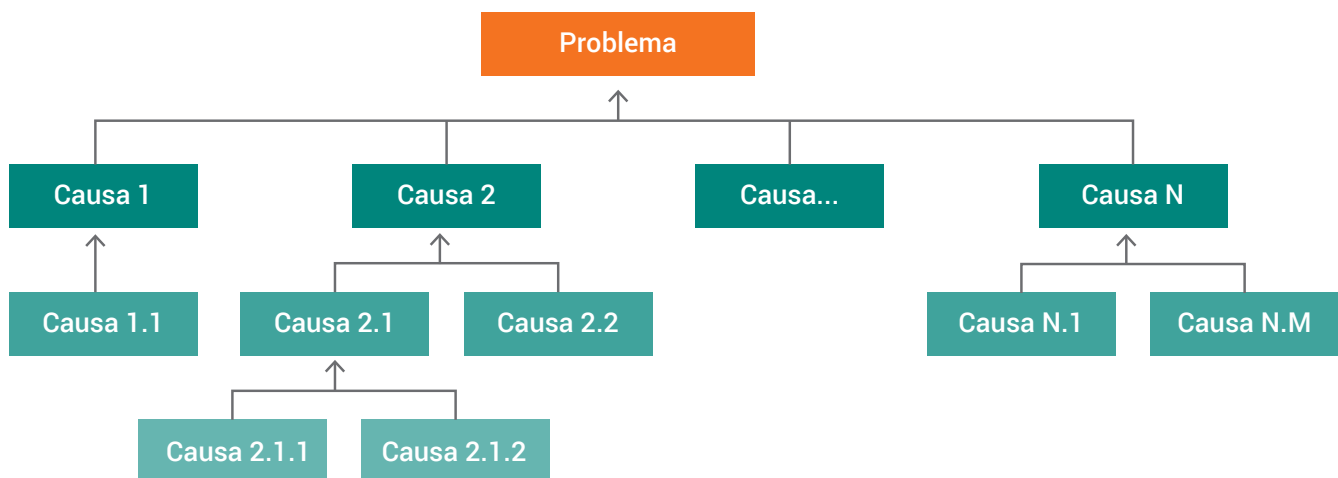 Problema
Causa 1
Causa 2
Causa...
Causa N
Causa 1.1
Causa 2.1
Causa 2.2
Causa N.1
Causa N.M
Causa 2.1.1
Causa 2.1.2